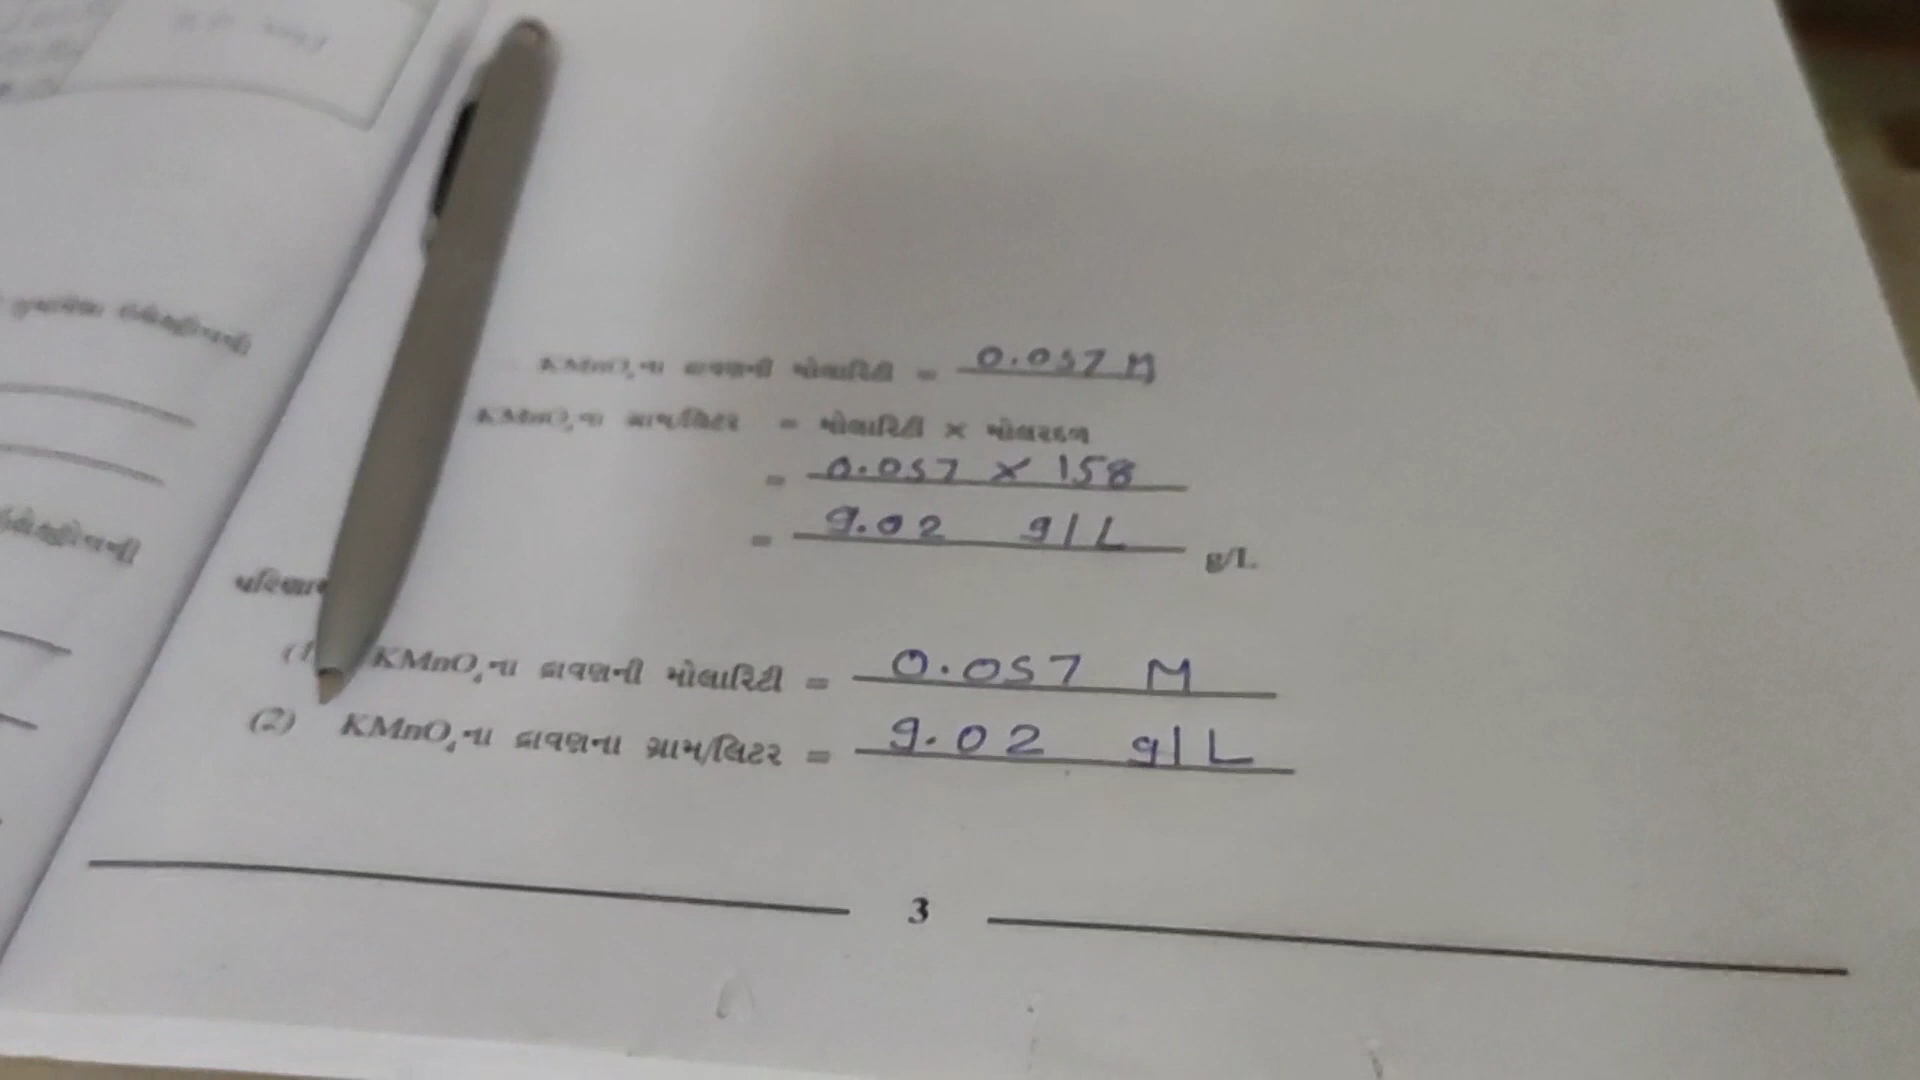 KMnO₄ના દ્રાવણની મોલારિટી = 0.057 M
KMnO₄ના ગ્રામ/લિટર = મોલારિટી × મોલરદળ
= 0.057 × 158
= 9.02 g/L g/L
(1) KMnO₄ના દ્રાવણની મોલારિટી = 0.057 M
(2) KMnO₄ના દ્રાવણના ગ્રામ/લિટર = 9.02 g/L
3